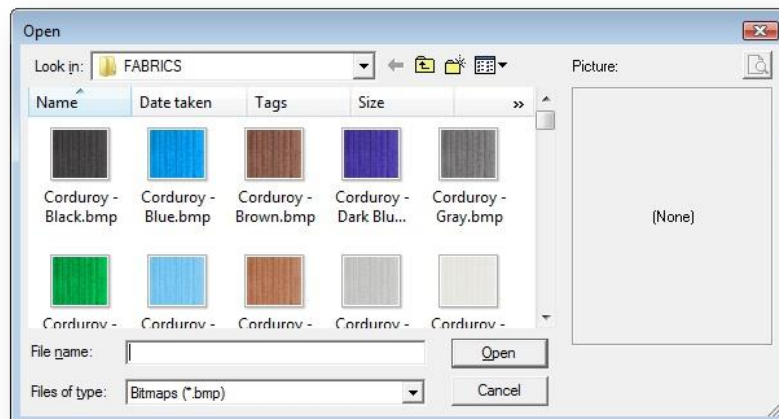 Open
Look in: FABRICS
Picture:
Name Date taken Tags Size »
Corduroy - Black.bmp
Corduroy - Blue.bmp
Corduroy - Brown.bmp
Corduroy - Dark Blu...
Corduroy - Gray.bmp
(None)
Corduroy - Corduroy - Corduroy - Corduroy - Corduroy -
File name:
Open
Files of type: Bitmaps (*.bmp)
Cancel